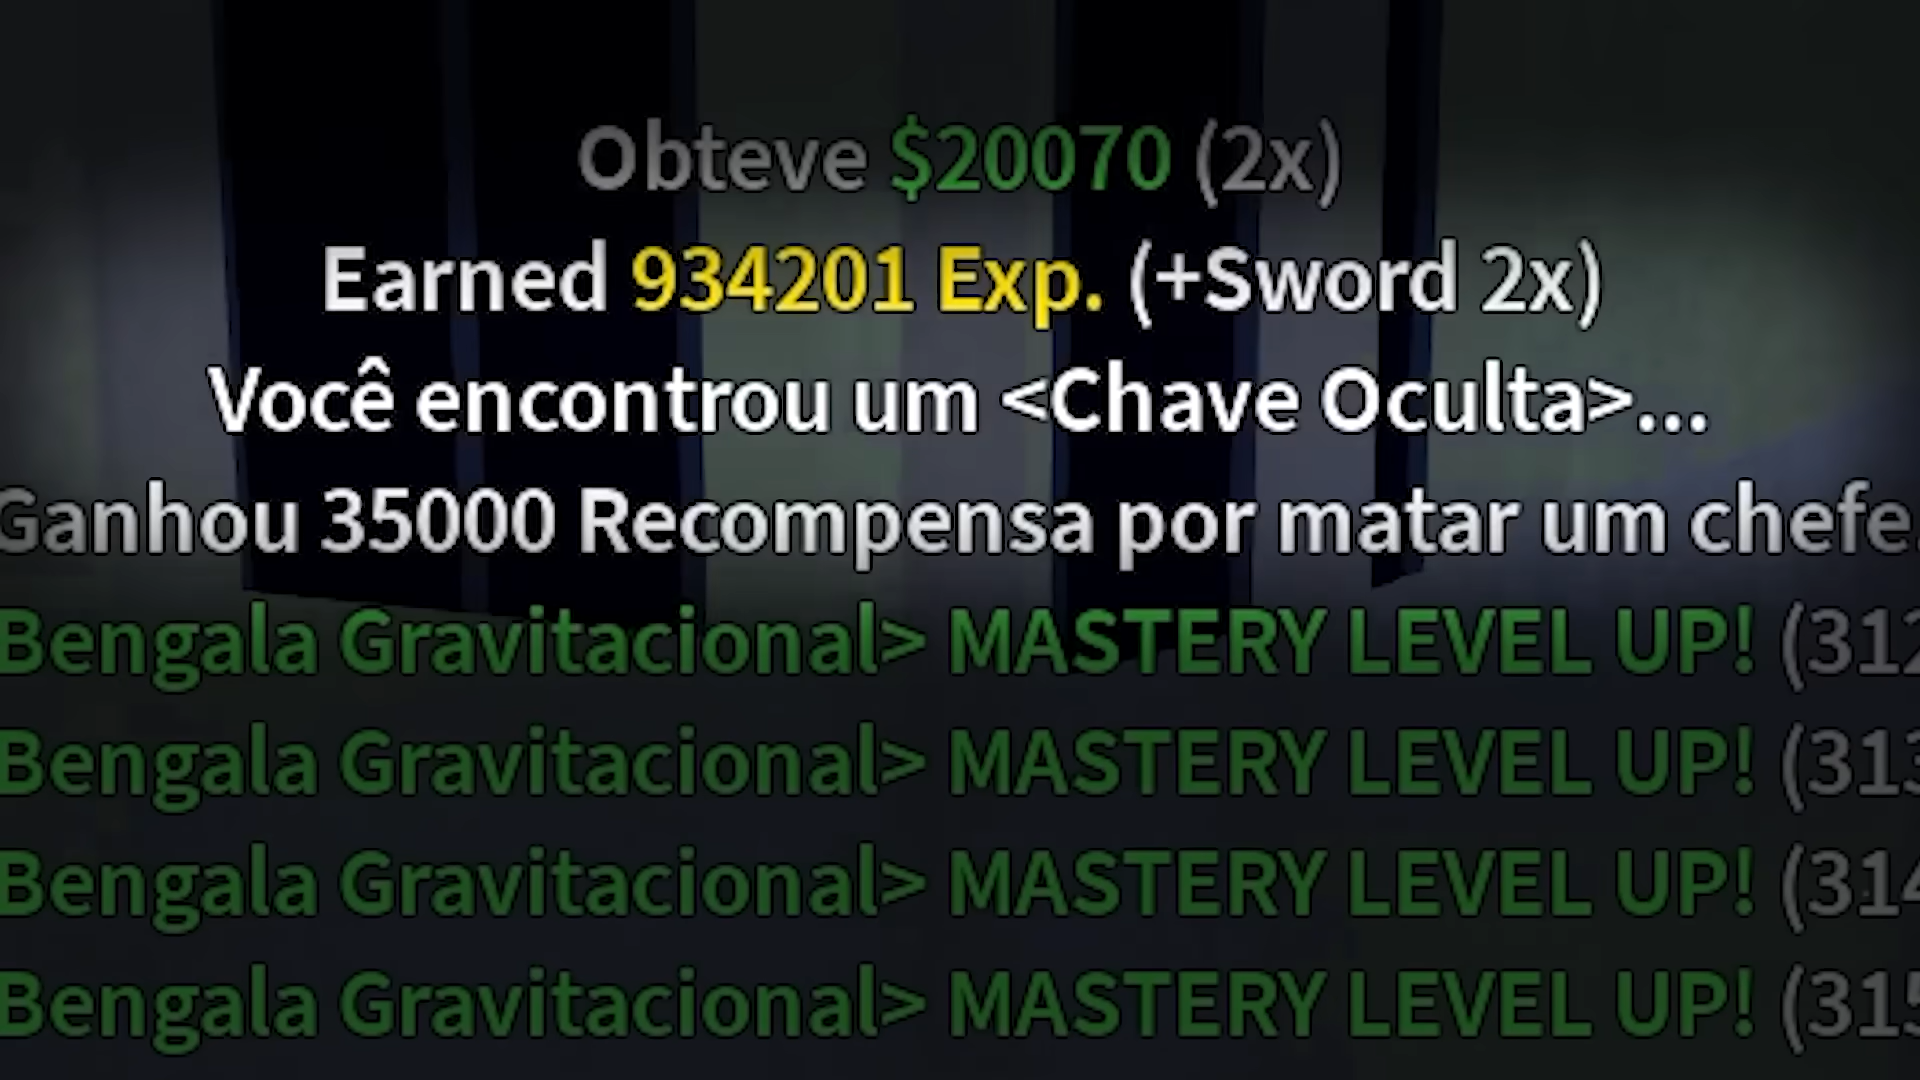 Obteve $20070 (2x)
Earned 934201 Exp. (+Sword 2x)
Você encontrou um <Chave Oculta>...
Ganhou 35000 Recompensa por matar um chefe.
Bengala Gravitacional> MASTERY LEVEL UP! (312
Bengala Gravitacional> MASTERY LEVEL UP! (313
Bengala Gravitacional> MASTERY LEVEL UP! (314
Bengala Gravitacional> MASTERY LEVEL UP! (315